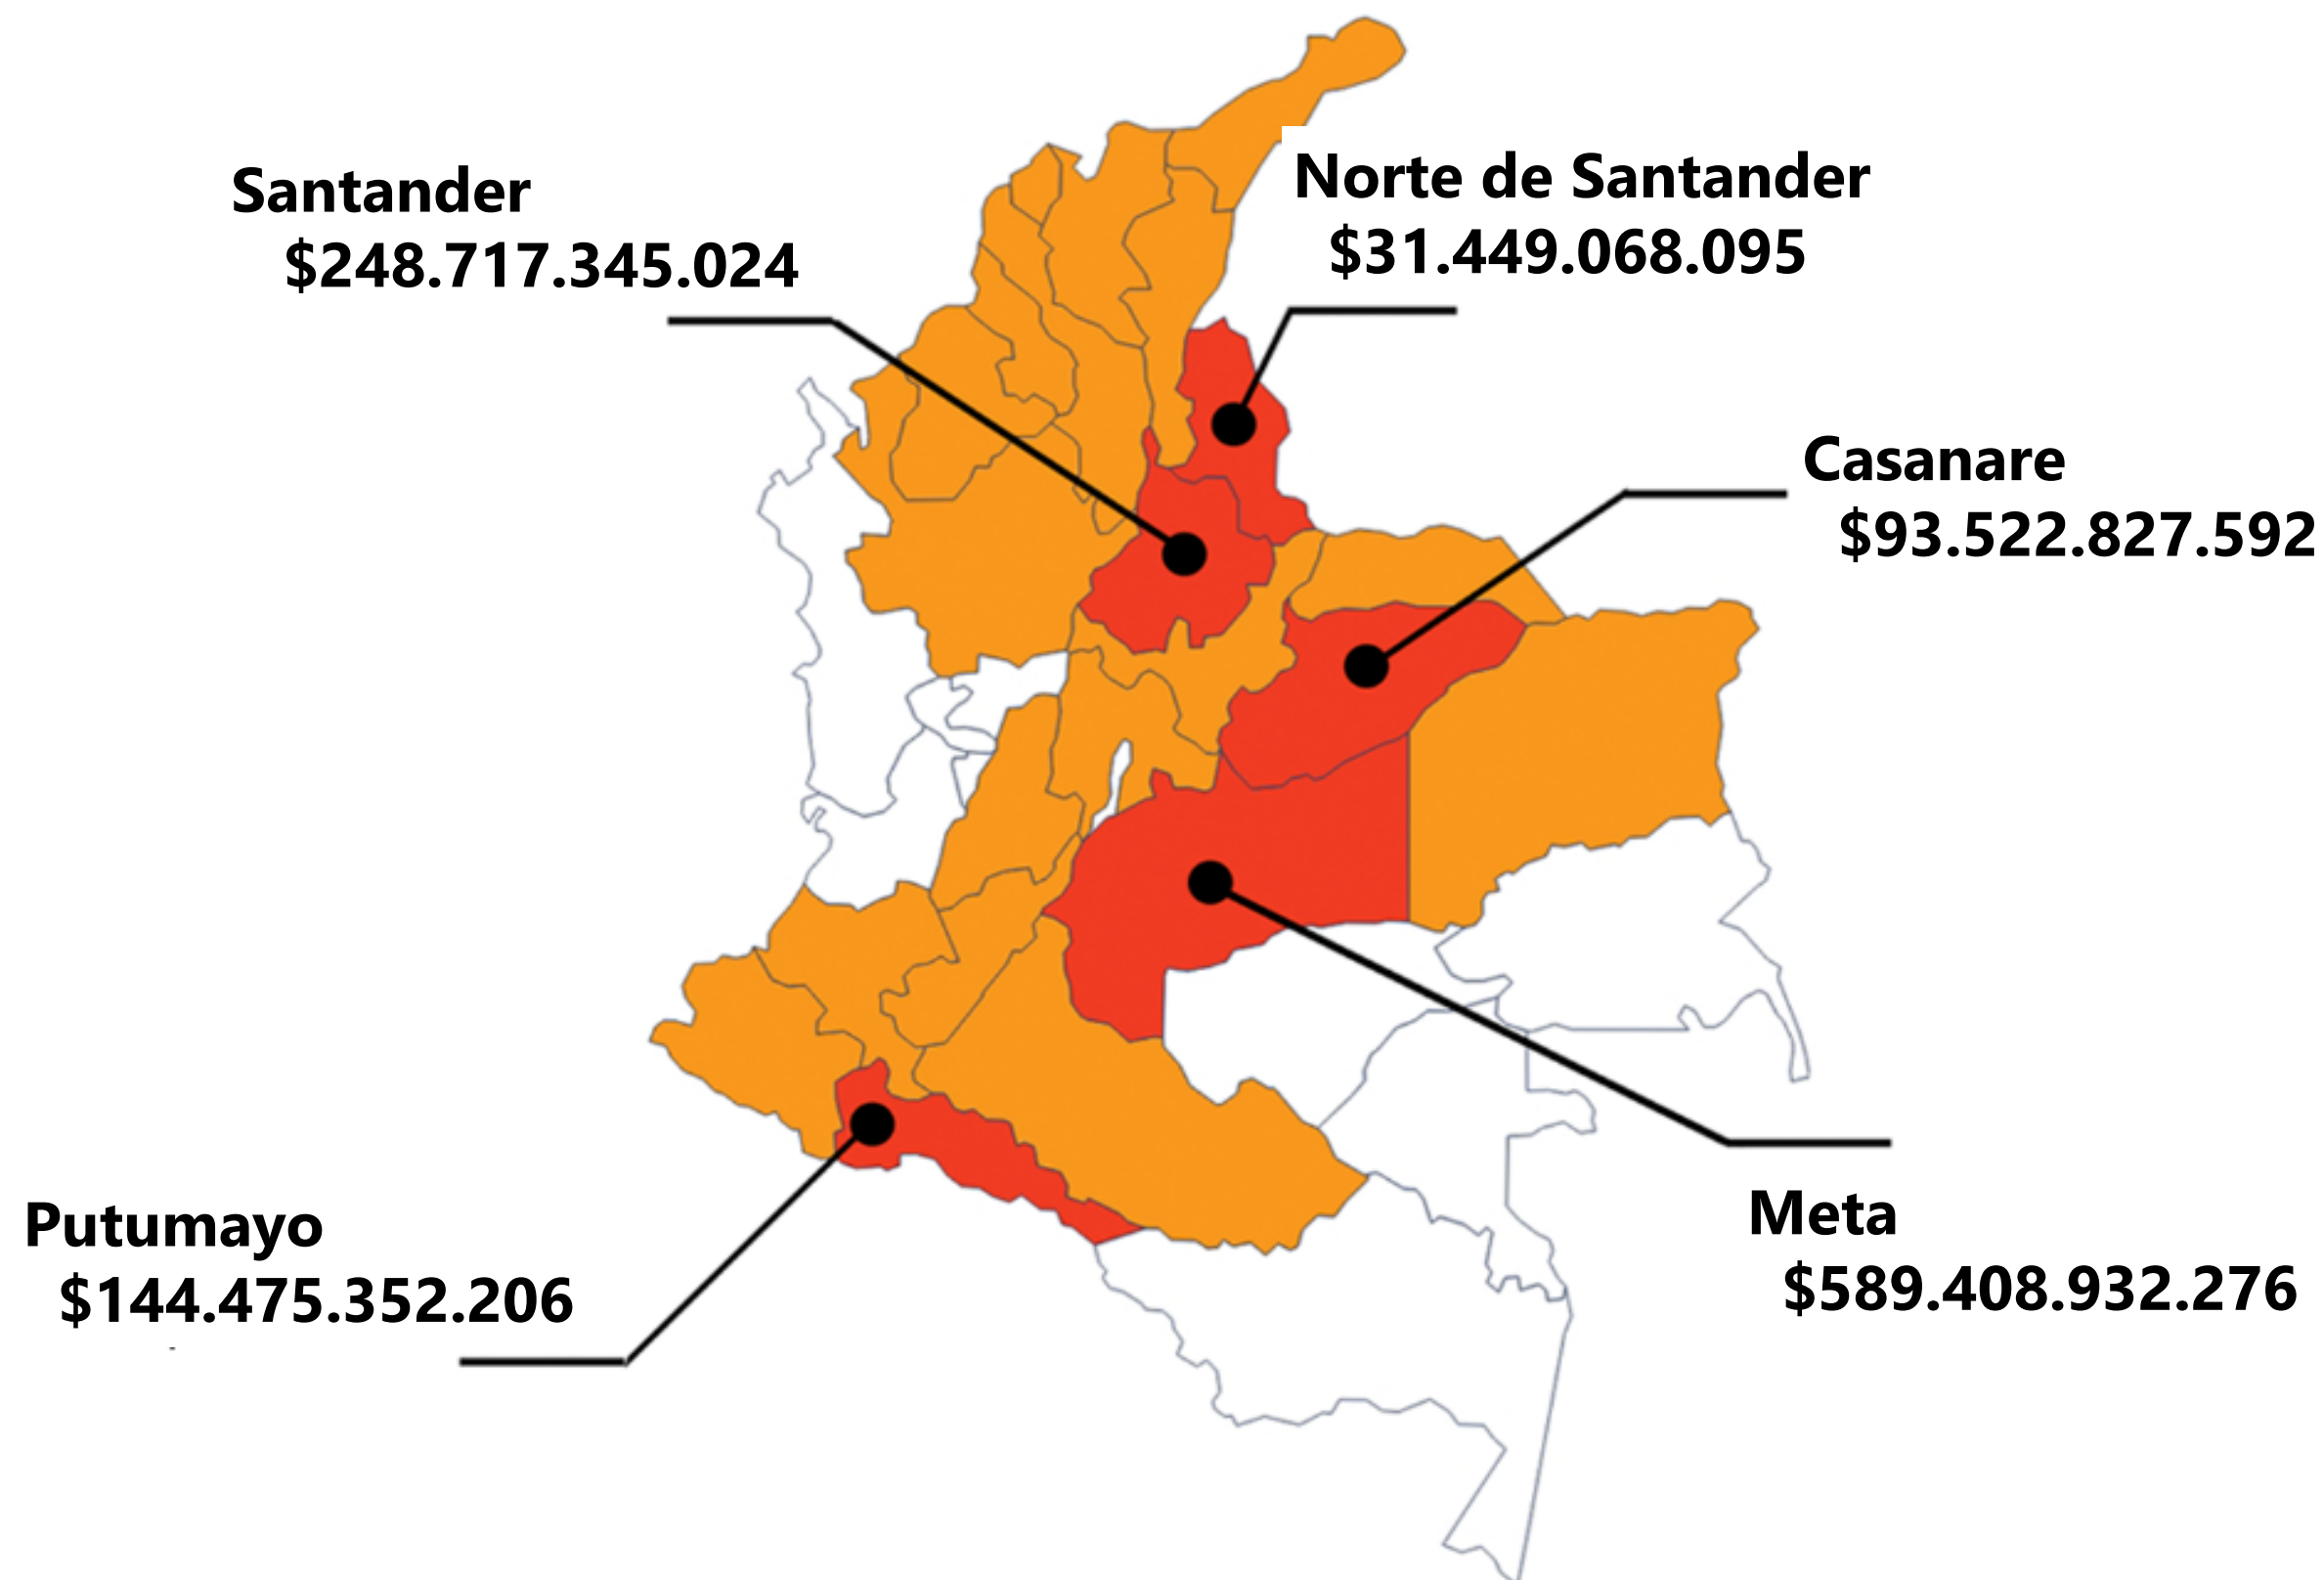 Santander
$248.717.345.024
Norte de Santander
$31.449.068.095
Casanare
$93.522.827.592
Putumayo
$144.475.352.206
Meta
$589.408.932.276